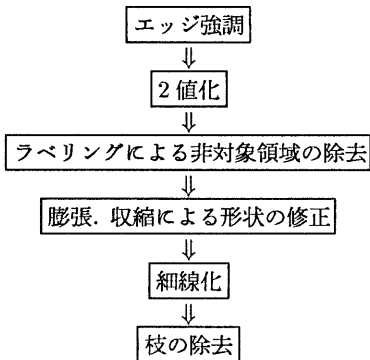 エッジ強調
⇓
2値化
⇓
ラベリングによる非対象領域の除去
⇓
膨張. 収縮による形状の修正
⇓
細線化
⇓
枝の除去